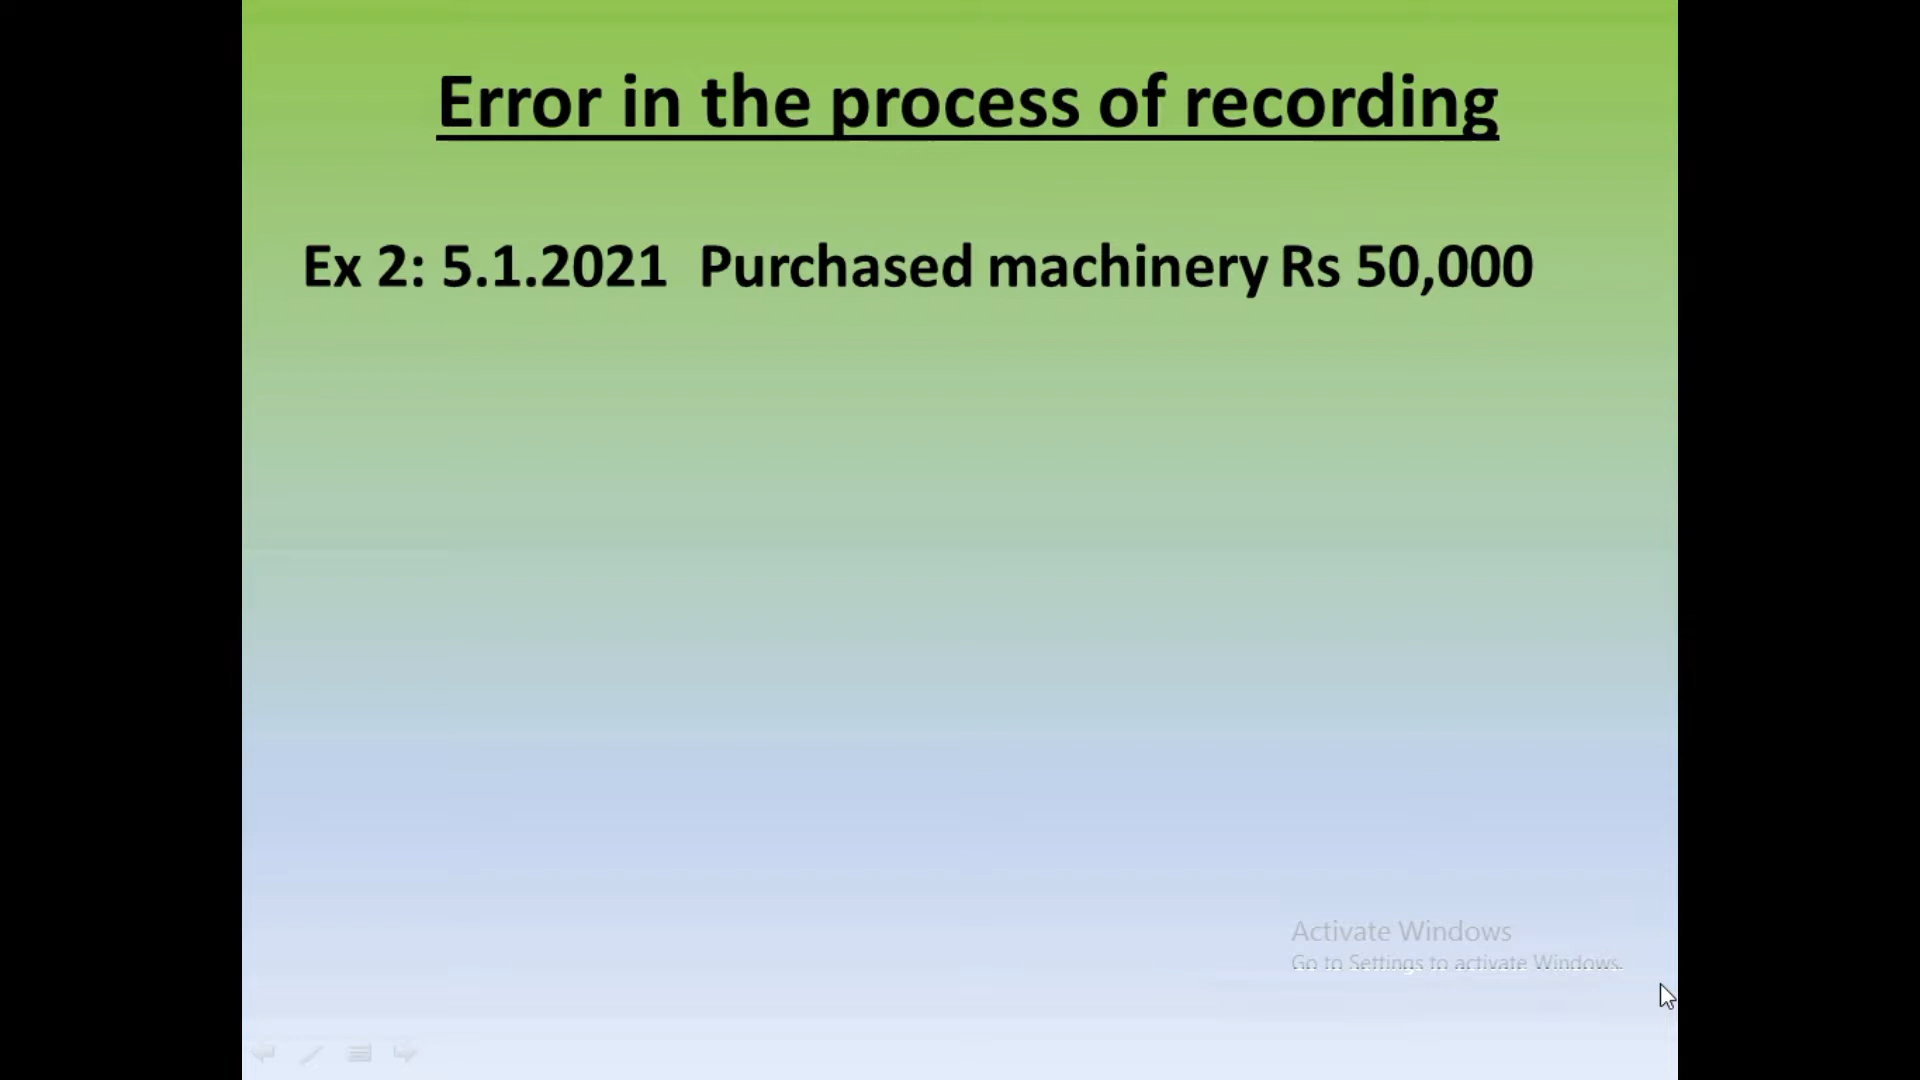 Error in the process of recording
Ex 2: 5.1.2021 Purchased machinery Rs 50,000
Activate Windows
Go to Settings to activate Windows.